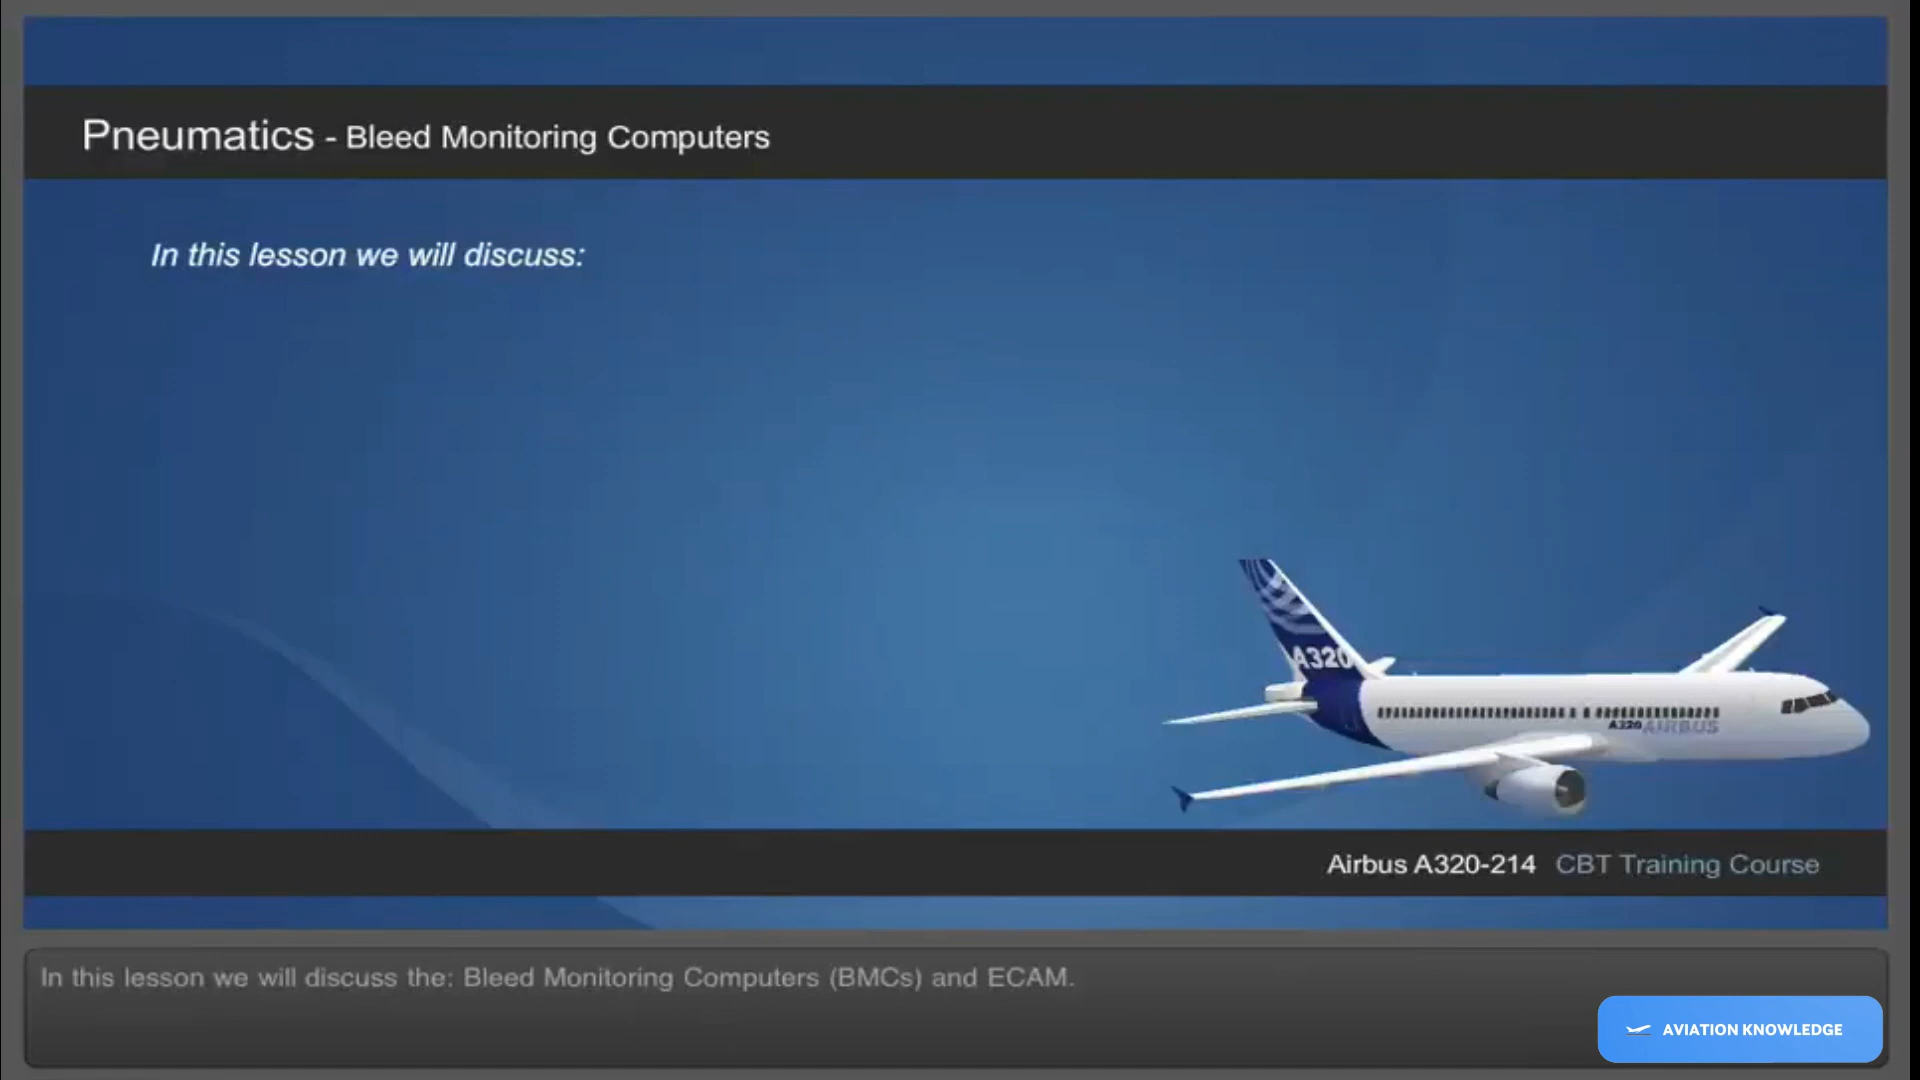 Pneumatics - Bleed Monitoring Computers
In this lesson we will discuss:
A320
A320 AIRBUS
Airbus A320-214 CBT Training Course
In this lesson we will discuss the: Bleed Monitoring Computers (BMCs) and ECAM.
AVIATION KNOWLEDGE